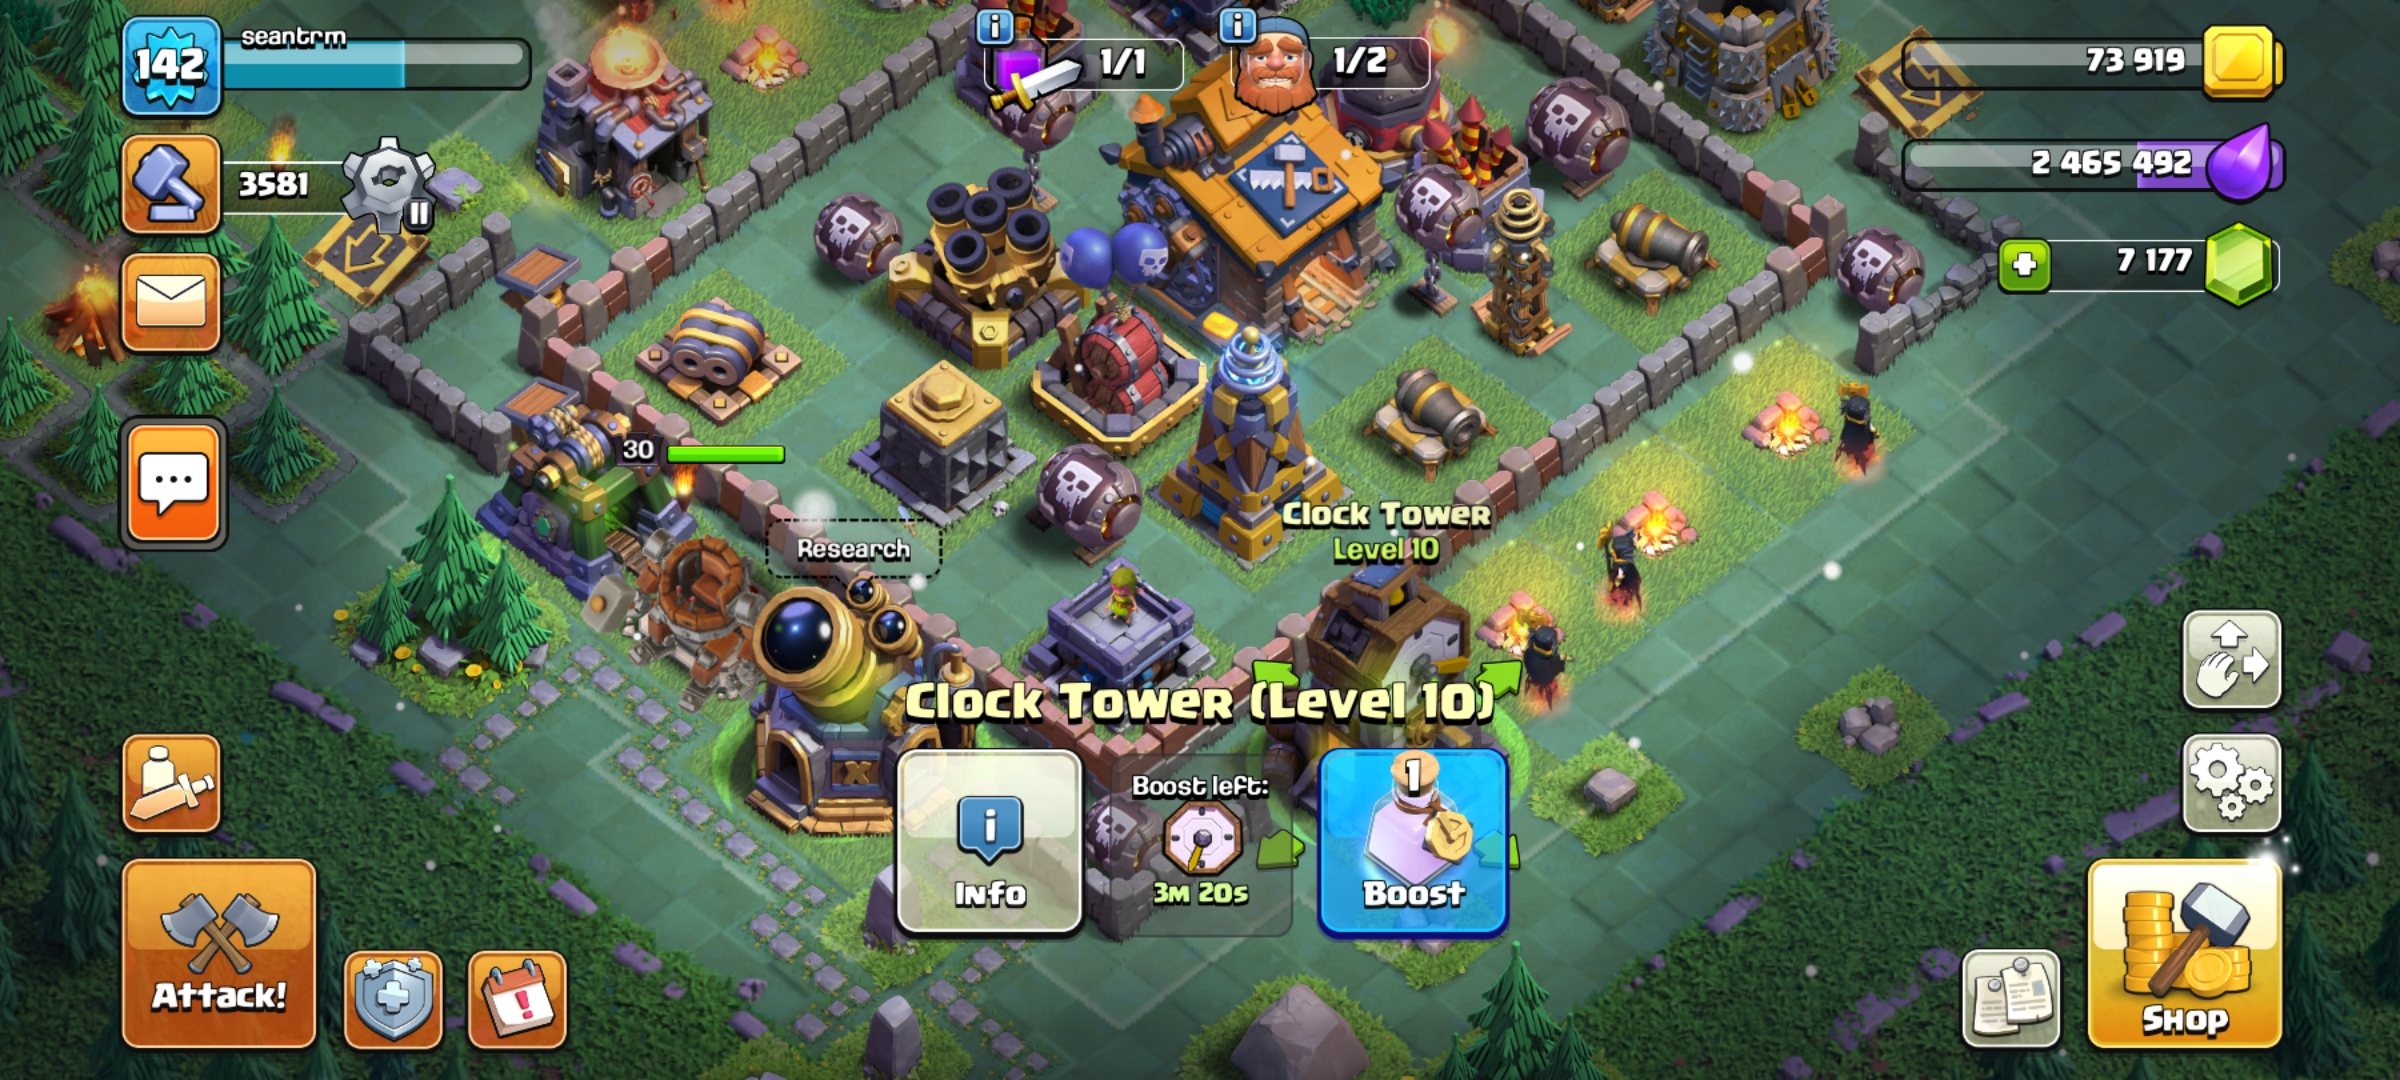 142
seantrm
1/1
1/2
73 919
3581
2 465 492
7 177
30
Research
Clock Tower
Level 10
Clock Tower (Level 10)
Info
Boost left:
3m 20s
1
Boost
Attack!
Shop